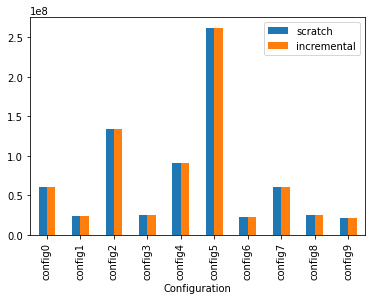 1e8
scratch
incremental
2.5
2.0
1.5
1.0
0.5
0.0
config0
config1
config2
config3
config4
config5
config6
config7
config8
config9
Configuration